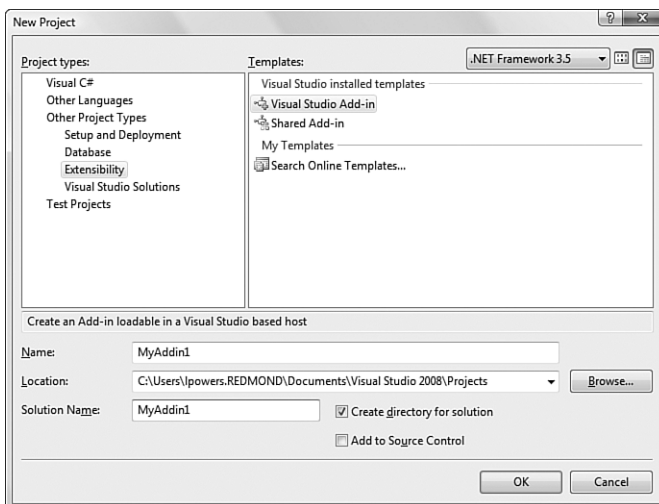 New Project
Project types:
Templates:
.NET Framework 3.5
Visual C#
Other Languages
Other Project Types
Setup and Deployment
Database
Extensibility
Visual Studio Solutions
Test Projects
Visual Studio installed templates
Visual Studio Add-in
Shared Add-in
My Templates
Search Online Templates...
Create an Add-in loadable in a Visual Studio based host
Name:
MyAddin1
Location:
C:\Users\lpowers.REDMOND\Documents\Visual Studio 2008\Projects
Browse...
Solution Name:
MyAddin1
Create directory for solution
Add to Source Control
OK
Cancel